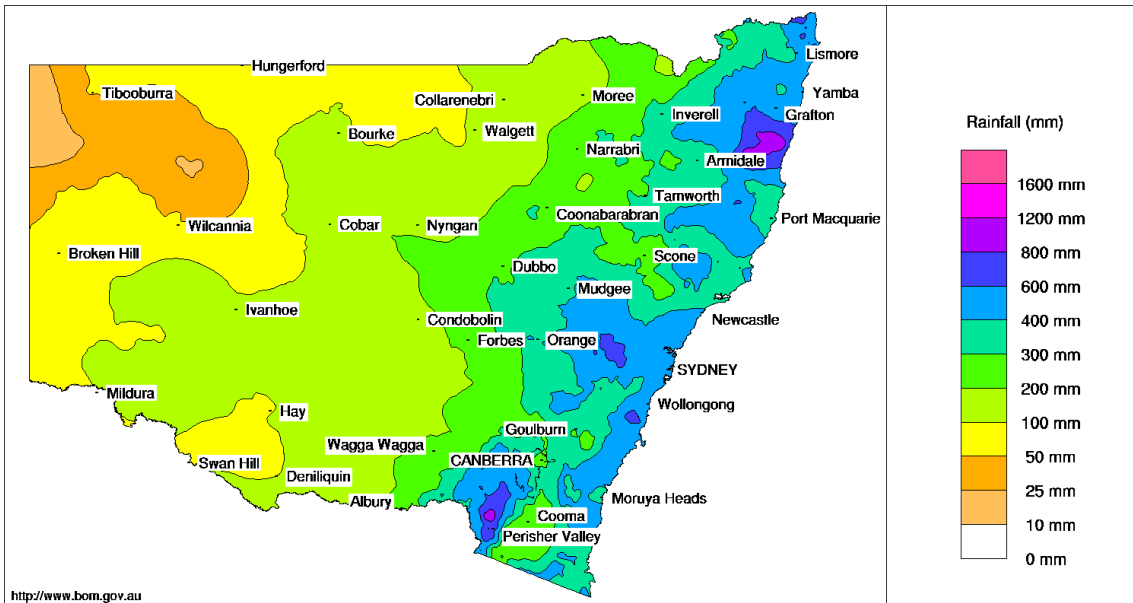 Lismore
Hungerford
Tibooburra
Yamba
Collarenebri
Moree
Grafton
Inverell
Bourke
Walgett
Narrabri
Armidale
Tamworth
Coonabarabran
Port Macquarie
Wilcannia
Cobar
Nyngan
Broken Hill
Scone
Dubbo
Mudgee
Ivanhoe
Condobolin
Newcastle
Forbes
Orange
SYDNEY
Mildura
Wollongong
Hay
Goulburn
Wagga Wagga
CANBERRA
Swan Hill
Deniliquin
Albury
Moruya Heads
Cooma
Perisher Valley
http://www.bom.gov.au
Rainfall (mm)
1600 mm
1200 mm
800 mm
600 mm
400 mm
300 mm
200 mm
100 mm
50 mm
25 mm
10 mm
0 mm